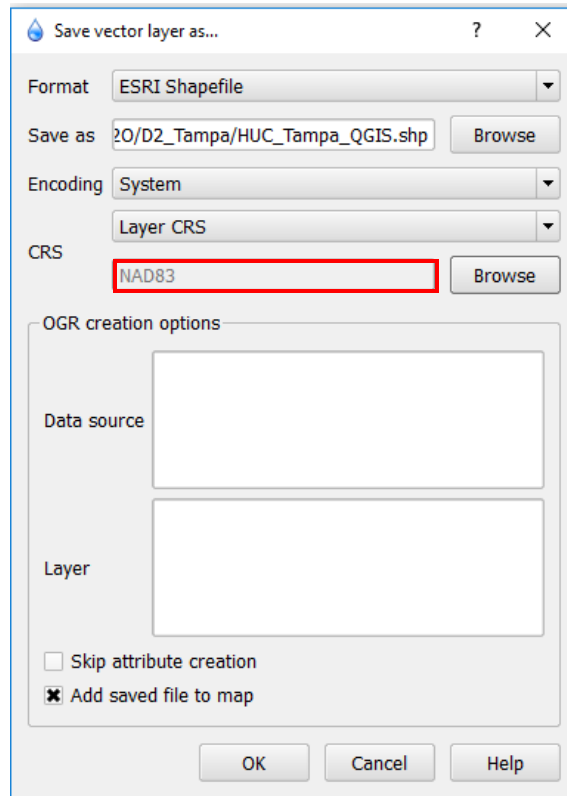 Save vector layer as... ?
Format ESRI Shapefile
Save as 2O/D2_Tampa/HUC_Tampa_QGIS.shp Browse
Encoding System
Layer CRS
CRS
NAD83 Browse
OGR creation options
Data source
Layer
Skip attribute creation
Add saved file to map
OK Cancel Help